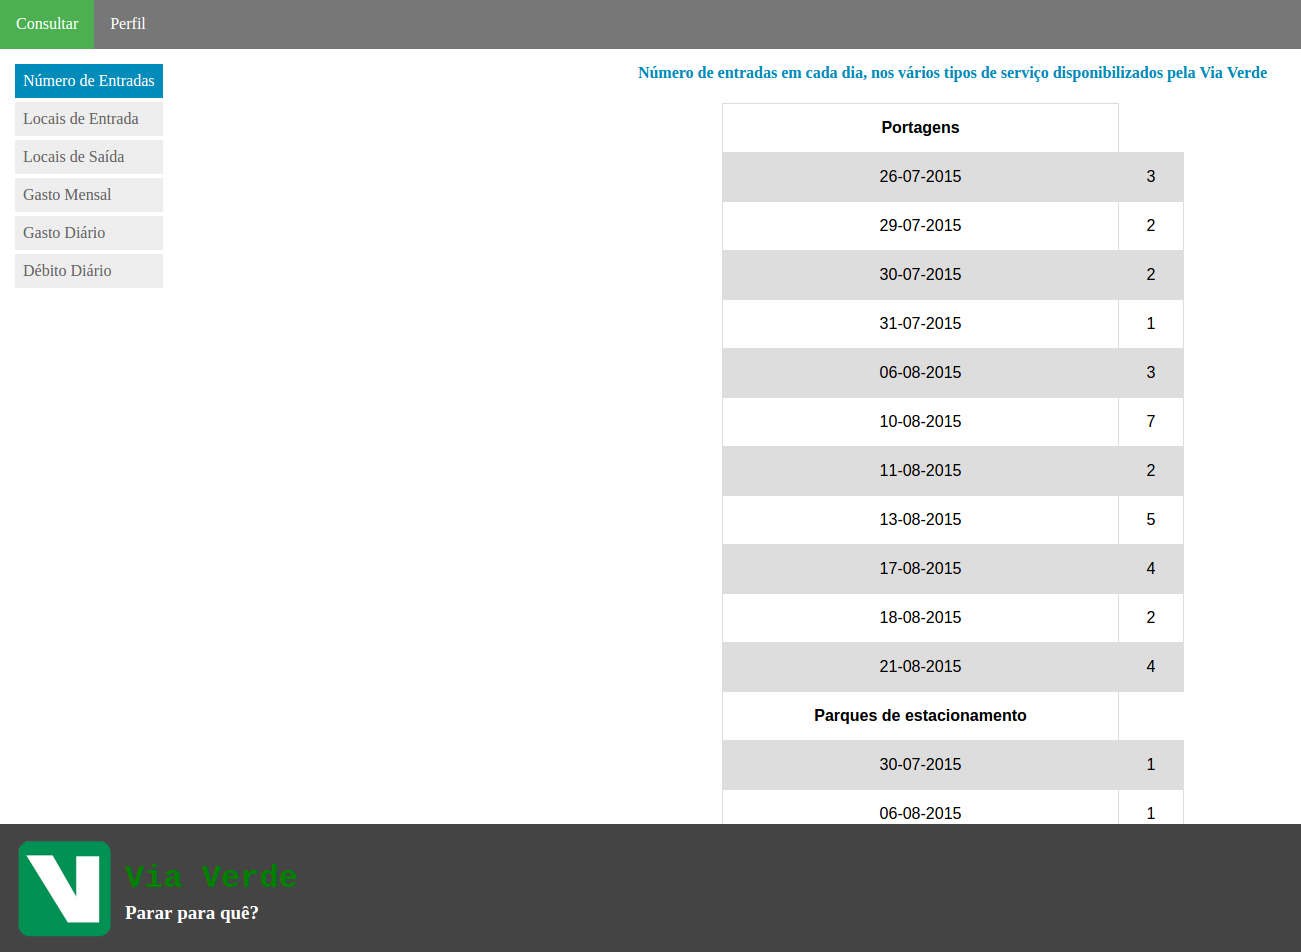 Consultar Perfil
Número de Entradas
Locais de Entrada
Locais de Saída
Gasto Mensal
Gasto Diário
Débito Diário
Número de entradas em cada dia, nos vários tipos de serviço disponibilizados pela Via Verde
Portagens
26-07-2015 3
29-07-2015 2
30-07-2015 2
31-07-2015 1
06-08-2015 3
10-08-2015 7
11-08-2015 2
13-08-2015 5
17-08-2015 4
18-08-2015 2
21-08-2015 4
Parques de estacionamento
30-07-2015 1
06-08-2015 1
Via Verde
Parar para quê?